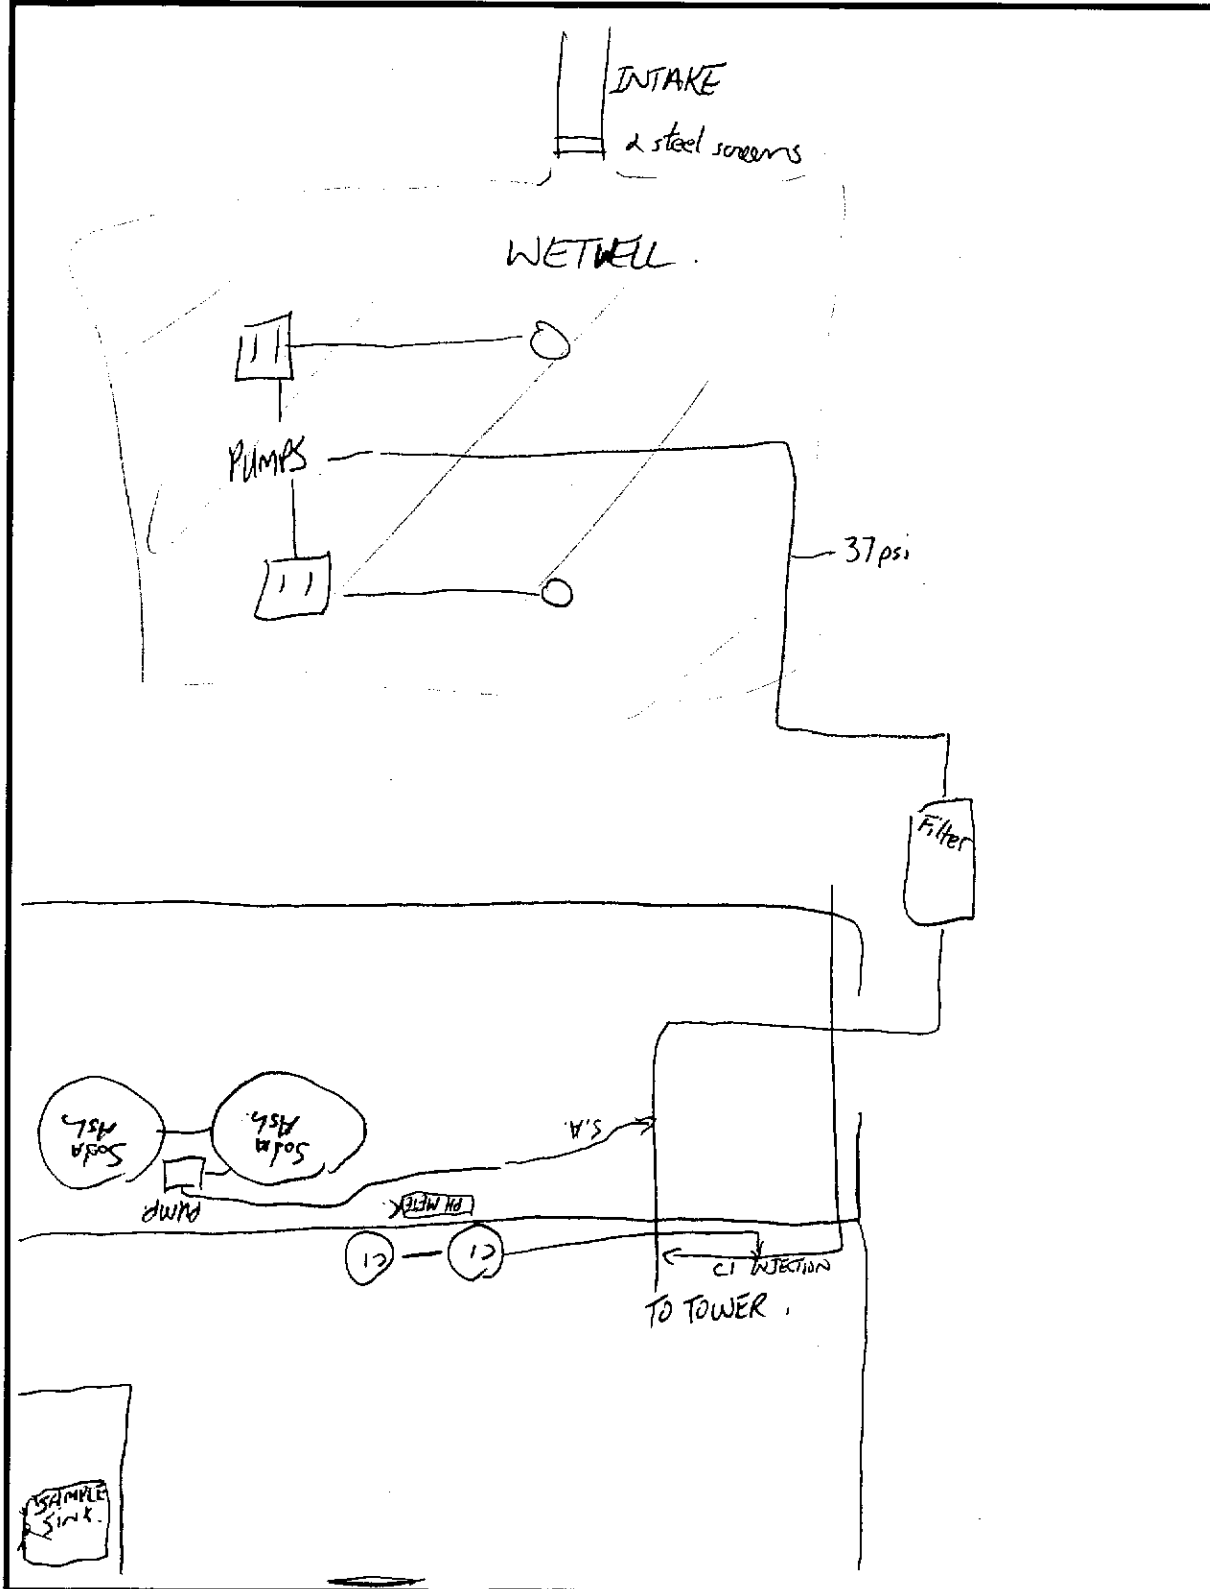 INTAKE
2 steel screens
WETWELL.
PUMPS
37psi
Filter
Soda
Ash
Soda
Ash.
S.A.
PUMP
PH METER
Cl
Cl
Cl INJECTION
TO TOWER.
SAMPLE
SINK.